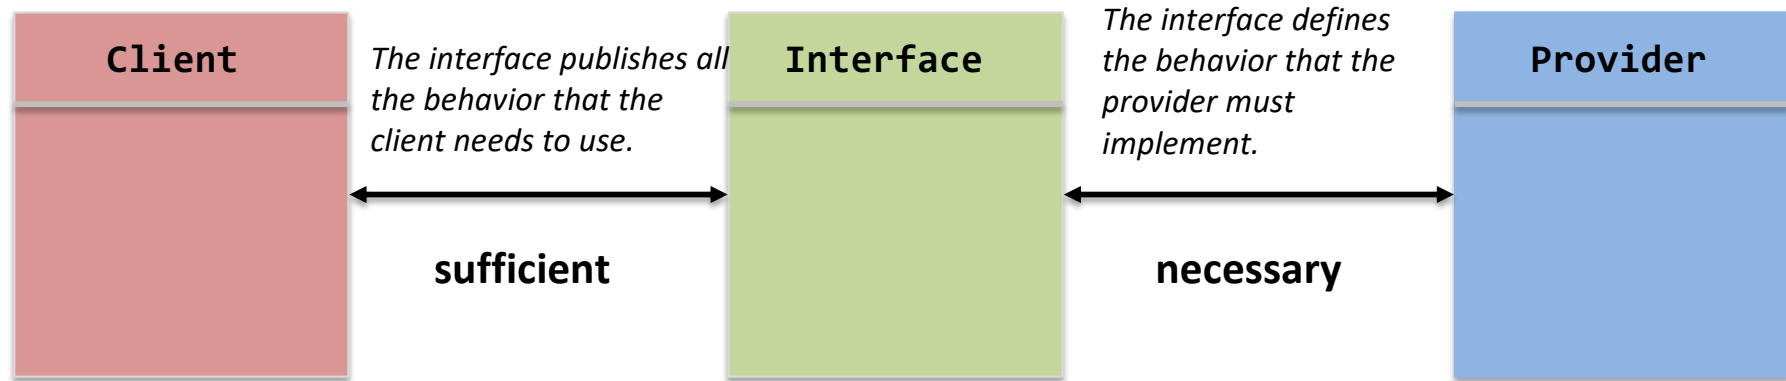 Client
The interface publishes all
the behavior that the
client needs to use.
sufficient
Interface
The interface defines
the behavior that the
provider must
implement.
necessary
Provider